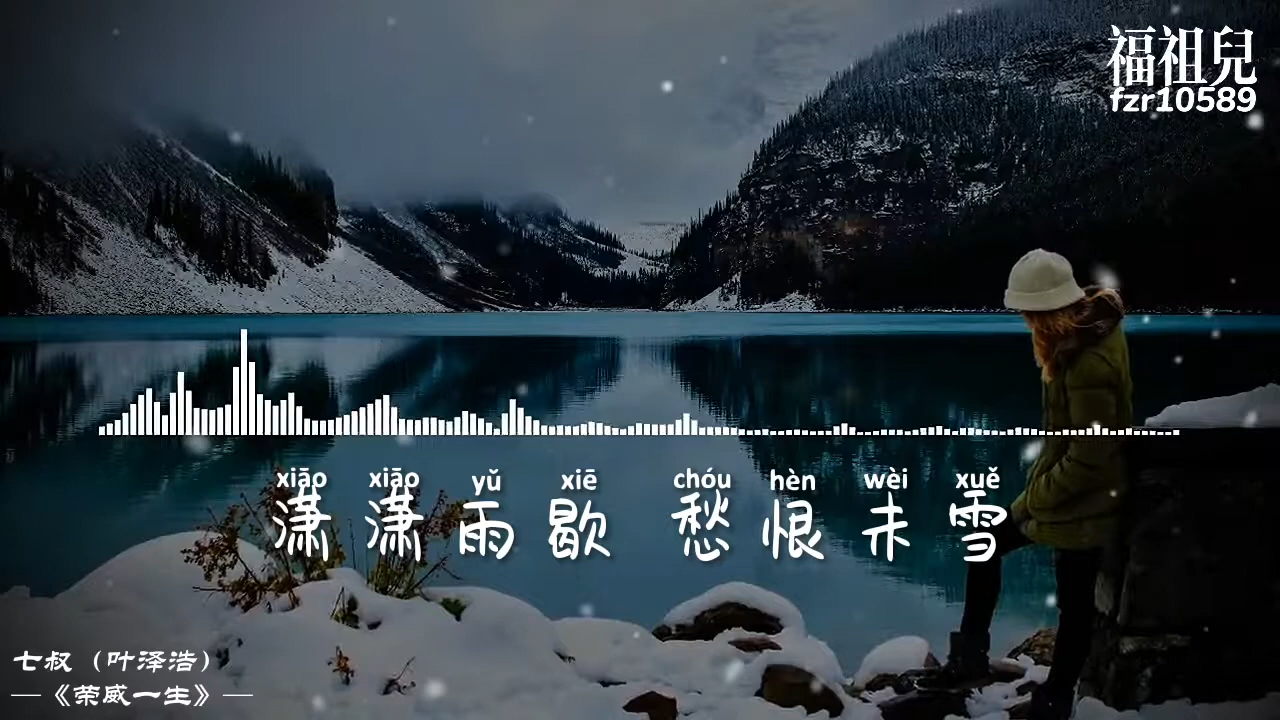 福祖兒
fzr10589
xiāo xiāo yǔ xiē chóu hèn wèi xuě
潇潇雨歇 愁恨未雪
七叔（叶泽浩）
—《荣威一生》—